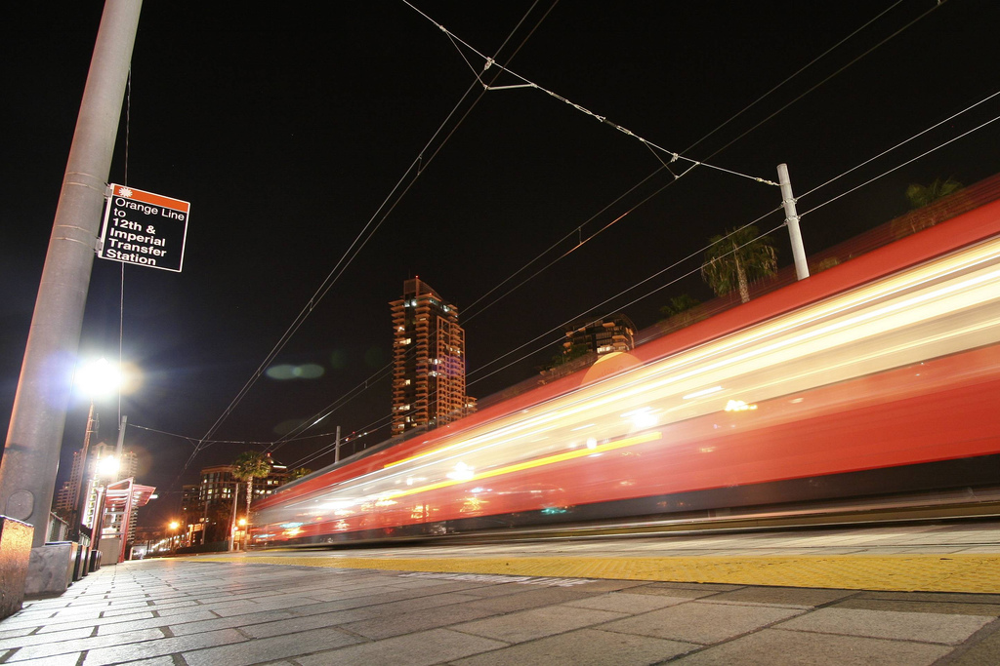 Orange Line
to
12th &
Imperial
Transfer
Station